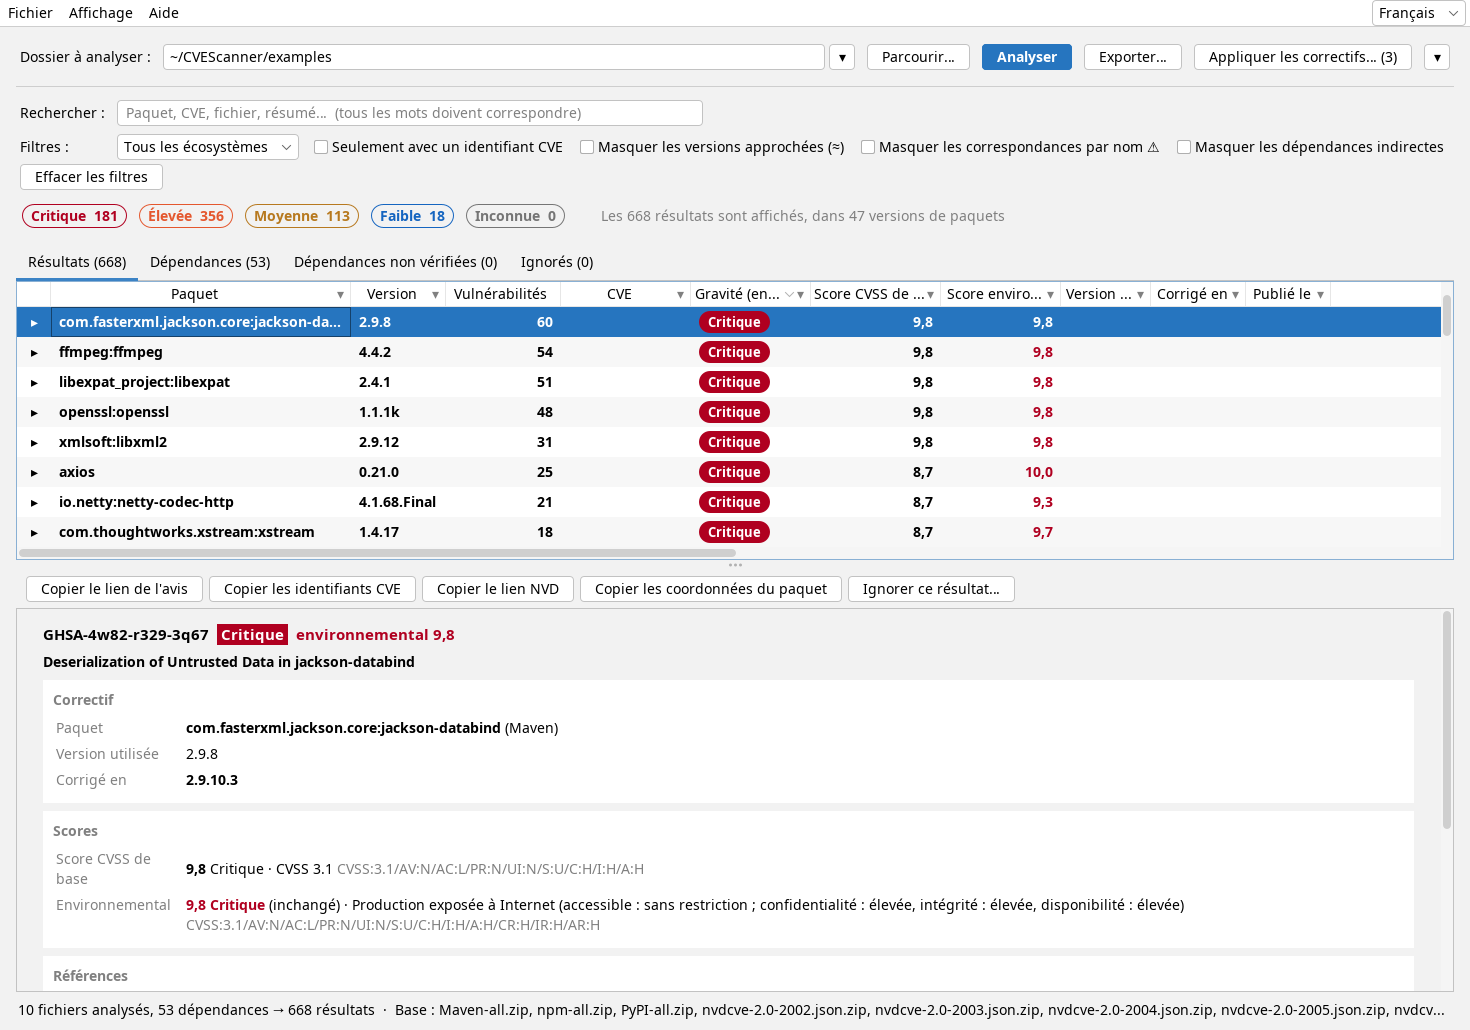 Fichier Affichage Aide Français
Dossier à analyser : ~/CVEScanner/examples ▾ Parcourir... Analyser Exporter... Appliquer les correctifs... (3) ▾
Rechercher : Paquet, CVE, fichier, résumé... (tous les mots doivent correspondre)
Filtres : Tous les écosystèmes Seulement avec un identifiant CVE Masquer les versions approchées (≈) Masquer les correspondances par nom ⚠ Masquer les dépendances indirectes
Effacer les filtres
Critique 181 Élevée 356 Moyenne 113 Faible 18 Inconnue 0 Les 668 résultats sont affichés, dans 47 versions de paquets
Résultats (668) Dépendances (53) Dépendances non vérifiées (0) Ignorés (0)
Paquet ▾ Version ▾ Vulnérabilités CVE ▾ Gravité (en... ▾ Score CVSS de ... ▾ Score enviro... ▾ Version ... ▾ Corrigé en ▾ Publié le ▾
▸ com.fasterxml.jackson.core:jackson-da... 2.9.8 60 Critique 9,8 9,8
▸ ffmpeg:ffmpeg 4.4.2 54 Critique 9,8 9,8
▸ libexpat_project:libexpat 2.4.1 51 Critique 9,8 9,8
▸ openssl:openssl 1.1.1k 48 Critique 9,8 9,8
▸ xmlsoft:libxml2 2.9.12 31 Critique 9,8 9,8
▸ axios 0.21.0 25 Critique 8,7 10,0
▸ io.netty:netty-codec-http 4.1.68.Final 21 Critique 8,7 9,3
▸ com.thoughtworks.xstream:xstream 1.4.17 18 Critique 8,7 9,7
Copier le lien de l'avis Copier les identifiants CVE Copier le lien NVD Copier les coordonnées du paquet Ignorer ce résultat...
GHSA-4w82-r329-3q67 Critique environnemental 9,8
Deserialization of Untrusted Data in jackson-databind
Correctif
Paquet com.fasterxml.jackson.core:jackson-databind (Maven)
Version utilisée 2.9.8
Corrigé en 2.9.10.3
Scores
Score CVSS de base 9,8 Critique · CVSS 3.1 CVSS:3.1/AV:N/AC:L/PR:N/UI:N/S:U/C:H/I:H/A:H
Environnemental 9,8 Critique (inchangé) · Production exposée à Internet (accessible : sans restriction ; confidentialité : élevée, intégrité : élevée, disponibilité : élevée)
CVSS:3.1/AV:N/AC:L/PR:N/UI:N/S:U/C:H/I:H/A:H/CR:H/IR:H/AR:H
Références
10 fichiers analysés, 53 dépendances → 668 résultats · Base : Maven-all.zip, npm-all.zip, PyPI-all.zip, nvdcve-2.0-2002.json.zip, nvdcve-2.0-2003.json.zip, nvdcve-2.0-2004.json.zip, nvdcve-2.0-2005.json.zip, nvdcv...